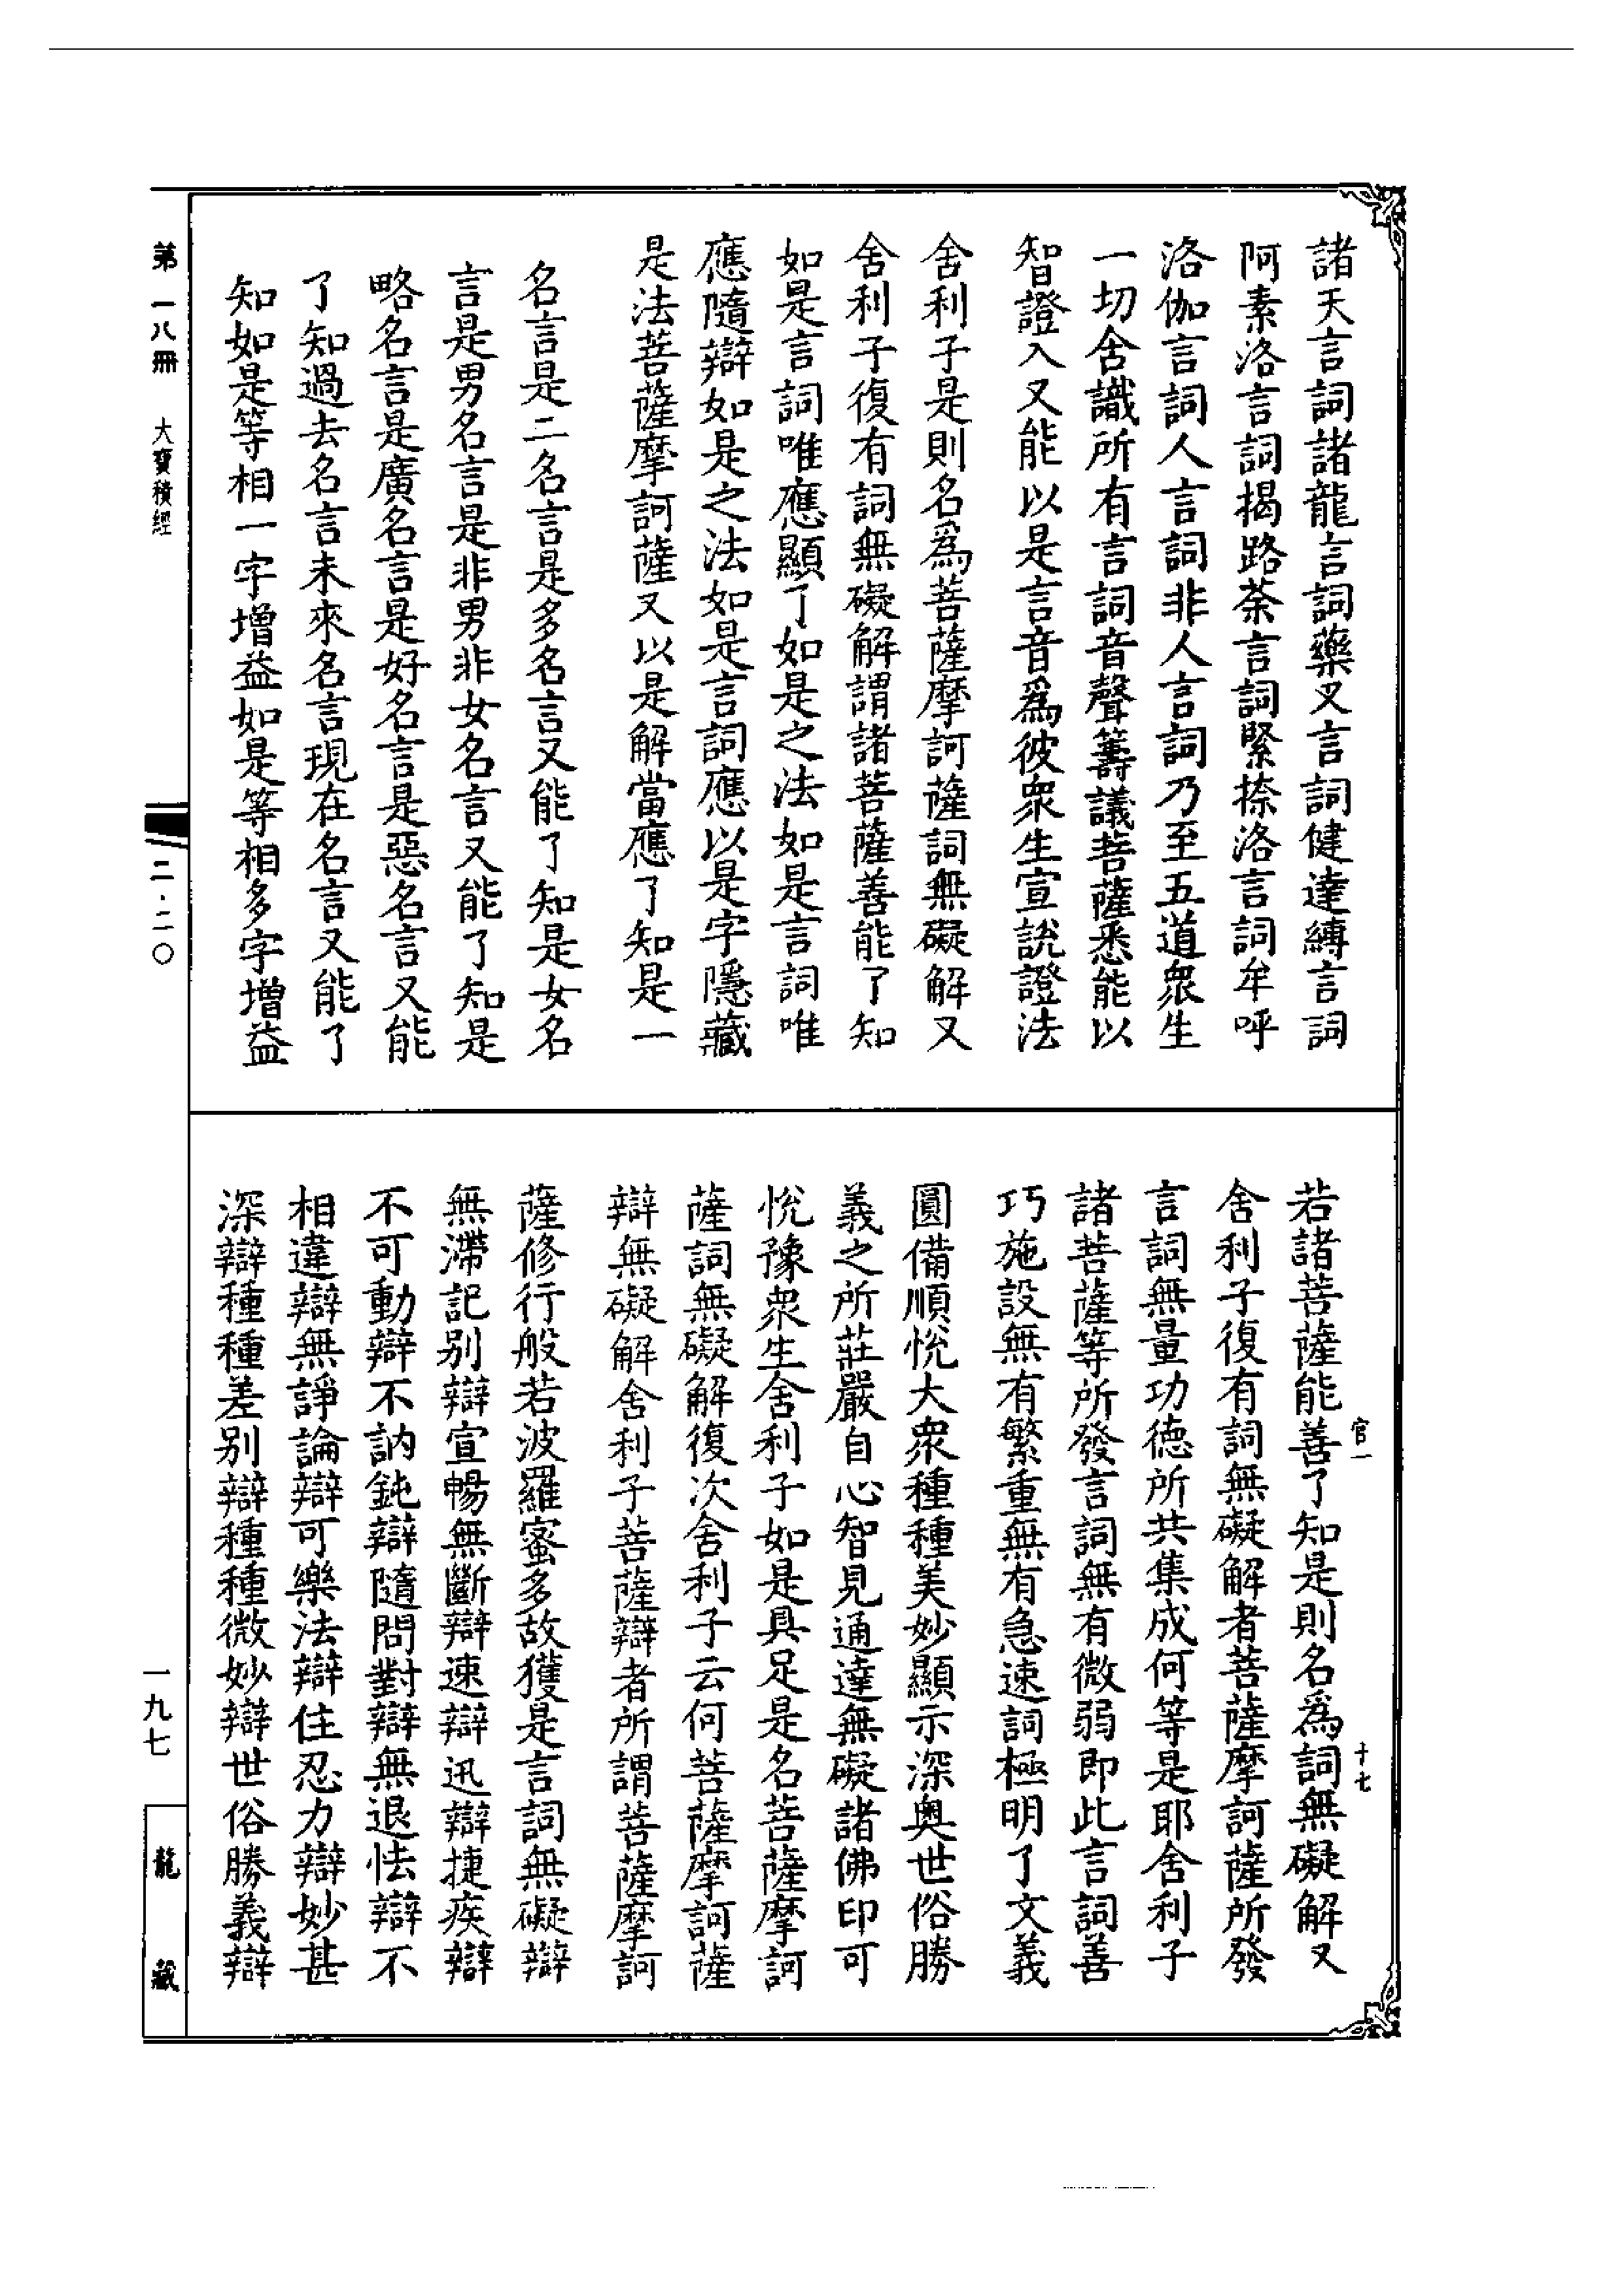 諸天言詞諸龍言詞藥叉言詞健達縛言詞
阿素洛言詞揭路荼言詞緊捺洛言詞牟呼
洛伽言詞人言詞非人言詞乃至五道衆生
一切舍識所有言詞音聲籌議菩薩悉能以
智證入又能以是言音爲彼衆生宣說證法
舍利子是則名爲菩薩摩訶薩詞無礙解又
舍利子復有詞無礙解謂諸菩薩善能了知
如是言詞唯應顯了如是之法如是言詞唯
應隨辯如是之法如是言詞應以是字隱藏
是法菩薩摩訶薩又以是解當應了知是一
名言是二名言是多名言又能了知是女名
言是男名言是非男非女名言又能了知是
略名言是廣名言是好名言是惡名言又能
了知過去名言未來名言現在名言又能了
知如是等相一字增益如是等相多字增益
若諸菩薩能善了知是則名爲詞無礙解又
舍利子復有詞無礙解者菩薩摩訶薩所發
言詞無量功德所共集成何等是耶舍利子
諸菩薩等所發言詞無有微弱即此言詞善
巧施設無有繁重無有急速詞極明了文義
圓備順悅大衆種種美妙顯示深奧世俗勝
義之所莊嚴自心智見通達無礙諸佛印可
悅豫衆生舍利子如是具足是名菩薩摩訶
薩詞無礙解復次舍利子云何菩薩摩訶薩
辯無礙解舍利子菩薩辯者所謂菩薩摩訶
薩修行般若波羅蜜多故獲是言詞無礙辯
無滯記別辯宣暢無斷辯速辯迅辯捷疾辯
不可動辯不訥鈍辯隨問對辯無退怯辯不
相違辯無諍論辯可樂法辯住忍力辯妙甚
深辯種種差別辯種種微妙辯世俗勝義辯
官一
十七
第一八冊
大寶積經
二·二〇
一九七
龍藏